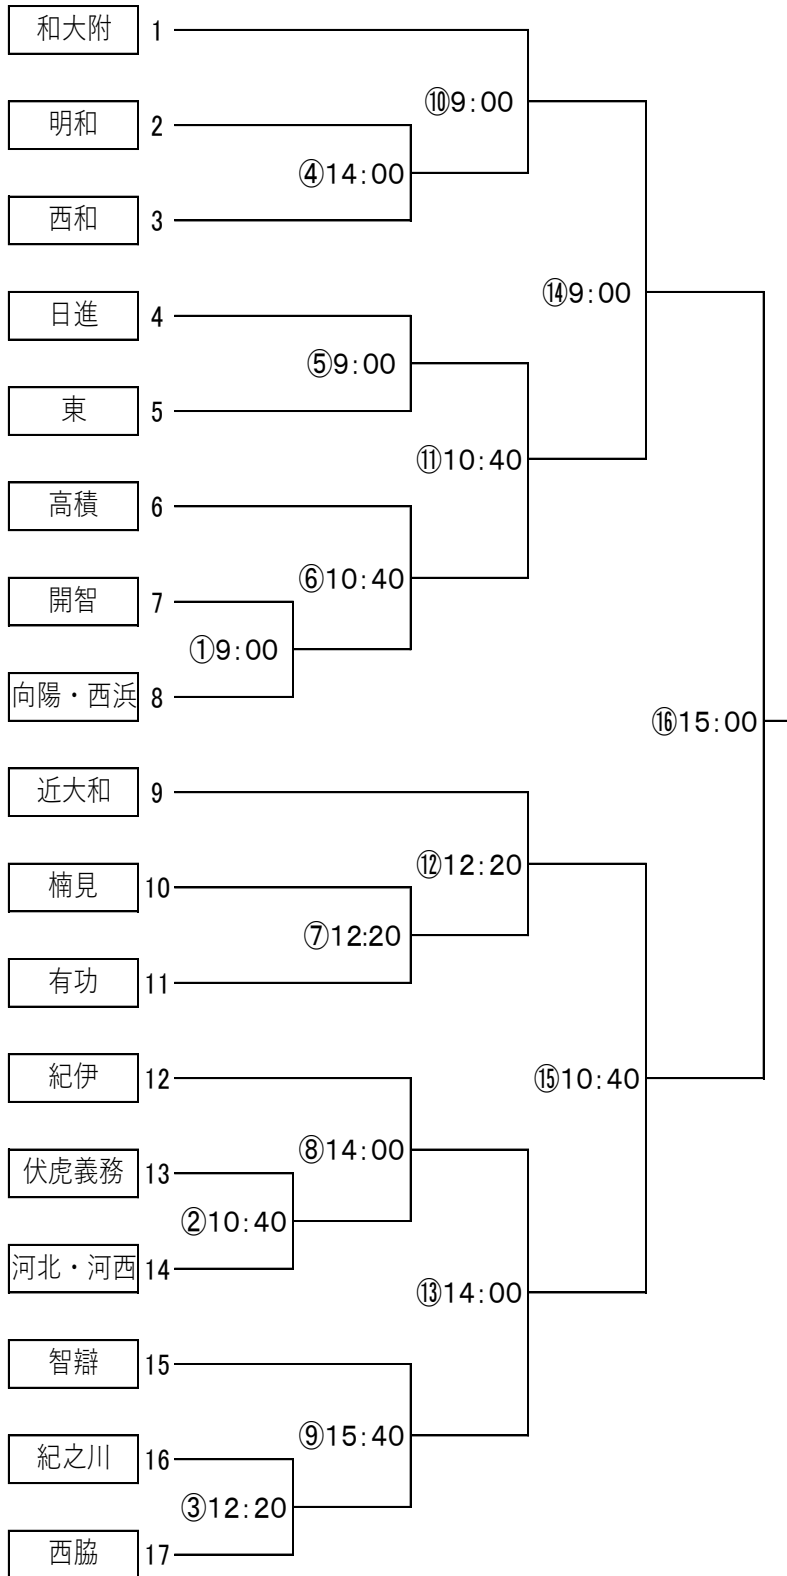 和大附 1
⑩9:00
明和 2
④14:00
西和 3
⑭9:00
日進 4
⑤9:00
東 5
⑪10:40
高積 6
⑥10:40
開智 7
①9:00
向陽・西浜 8
⑯15:00
近大和 9
⑫12:20
楠見 10
⑦12:20
有功 11
紀伊 12
⑮10:40
⑧14:00
伏虎義務 13
②10:40
河北・河西 14
⑬14:00
智辯 15
⑨15:40
紀之川 16
③12:20
西脇 17